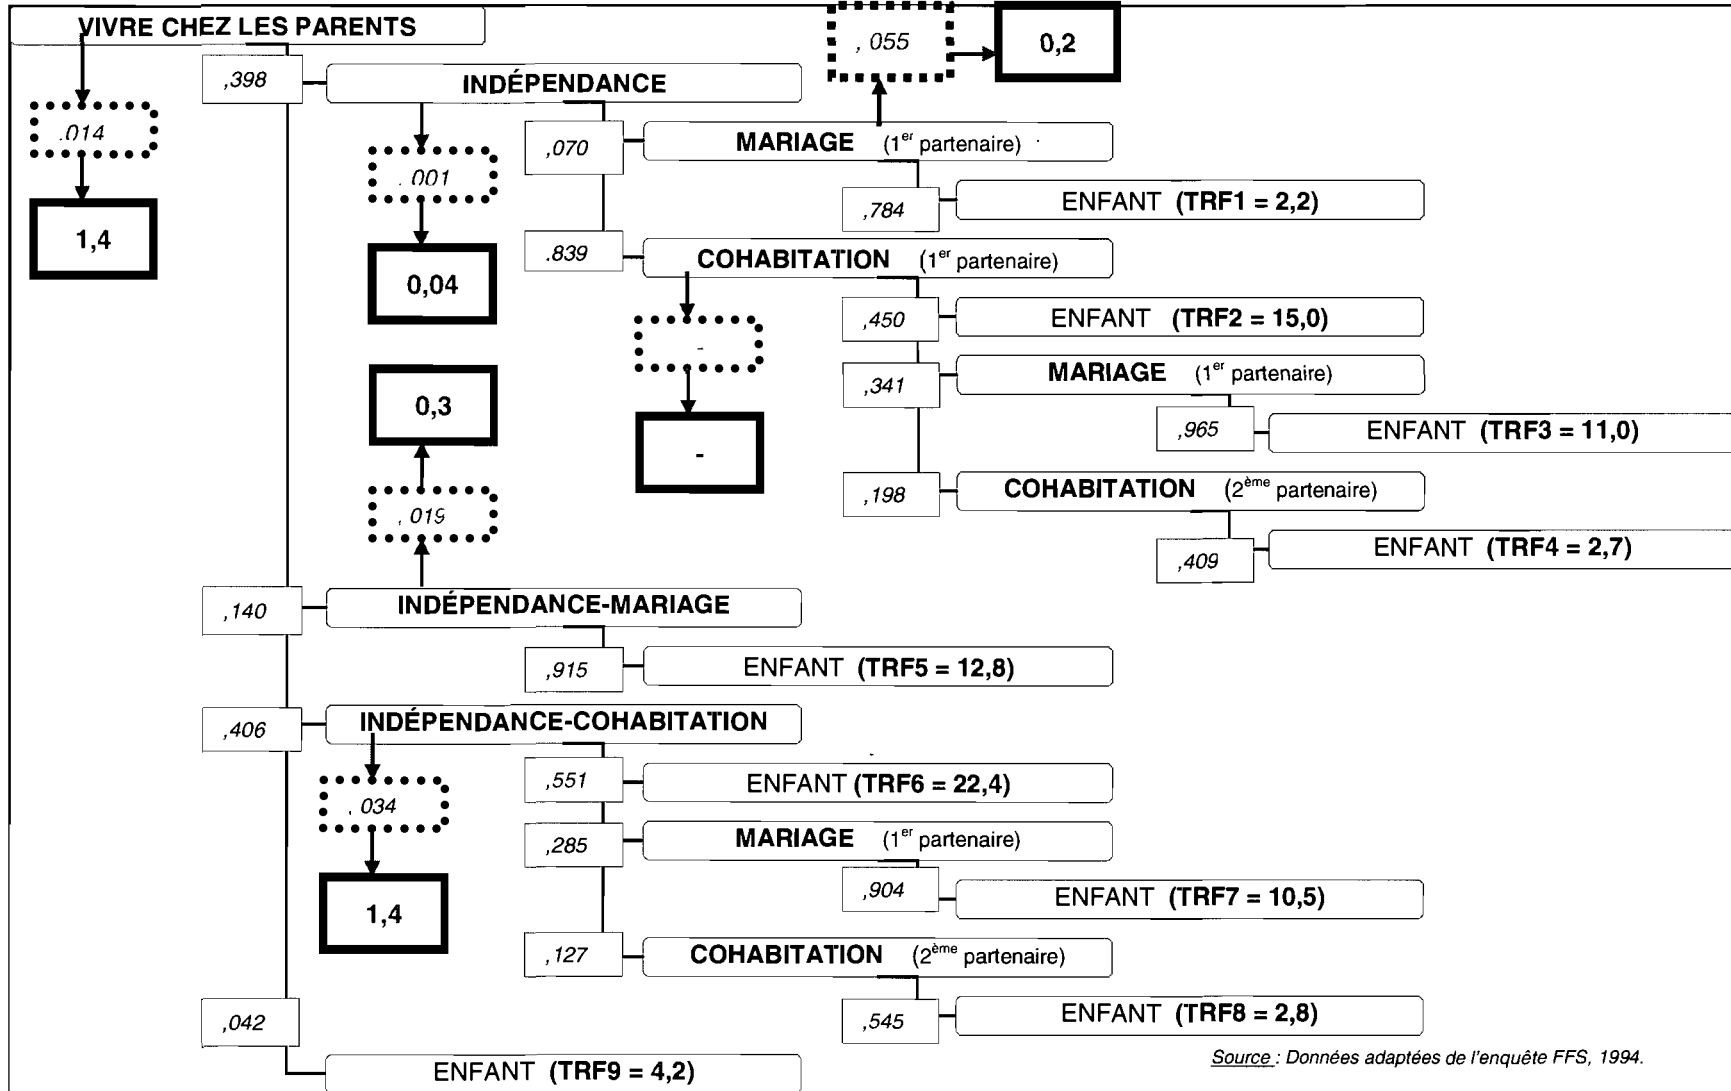 VIVRE CHEZ LES PARENTS
,055
0,2
,398
INDÉPENDANCE
.014
,070
MARIAGE (1er partenaire)
.001
1,4
,784
ENFANT (TRF1 = 2,2)
.839
COHABITATION (1er partenaire)
0,04
,450
ENFANT (TRF2 = 15,0)
-
,341
MARIAGE (1er partenaire)
0,3
,965
ENFANT (TRF3 = 11,0)
-
,198
COHABITATION (2ème partenaire)
,019
,409
ENFANT (TRF4 = 2,7)
,140
INDÉPENDANCE-MARIAGE
,915
ENFANT (TRF5 = 12,8)
,406
INDÉPENDANCE-COHABITATION
,551
ENFANT (TRF6 = 22,4)
.034
,285
MARIAGE (1er partenaire)
,904
ENFANT (TRF7 = 10,5)
1,4
,127
COHABITATION (2ème partenaire)
,042
,545
ENFANT (TRF8 = 2,8)
Source : Données adaptées de l'enquête FFS, 1994.
ENFANT (TRF9 = 4,2)